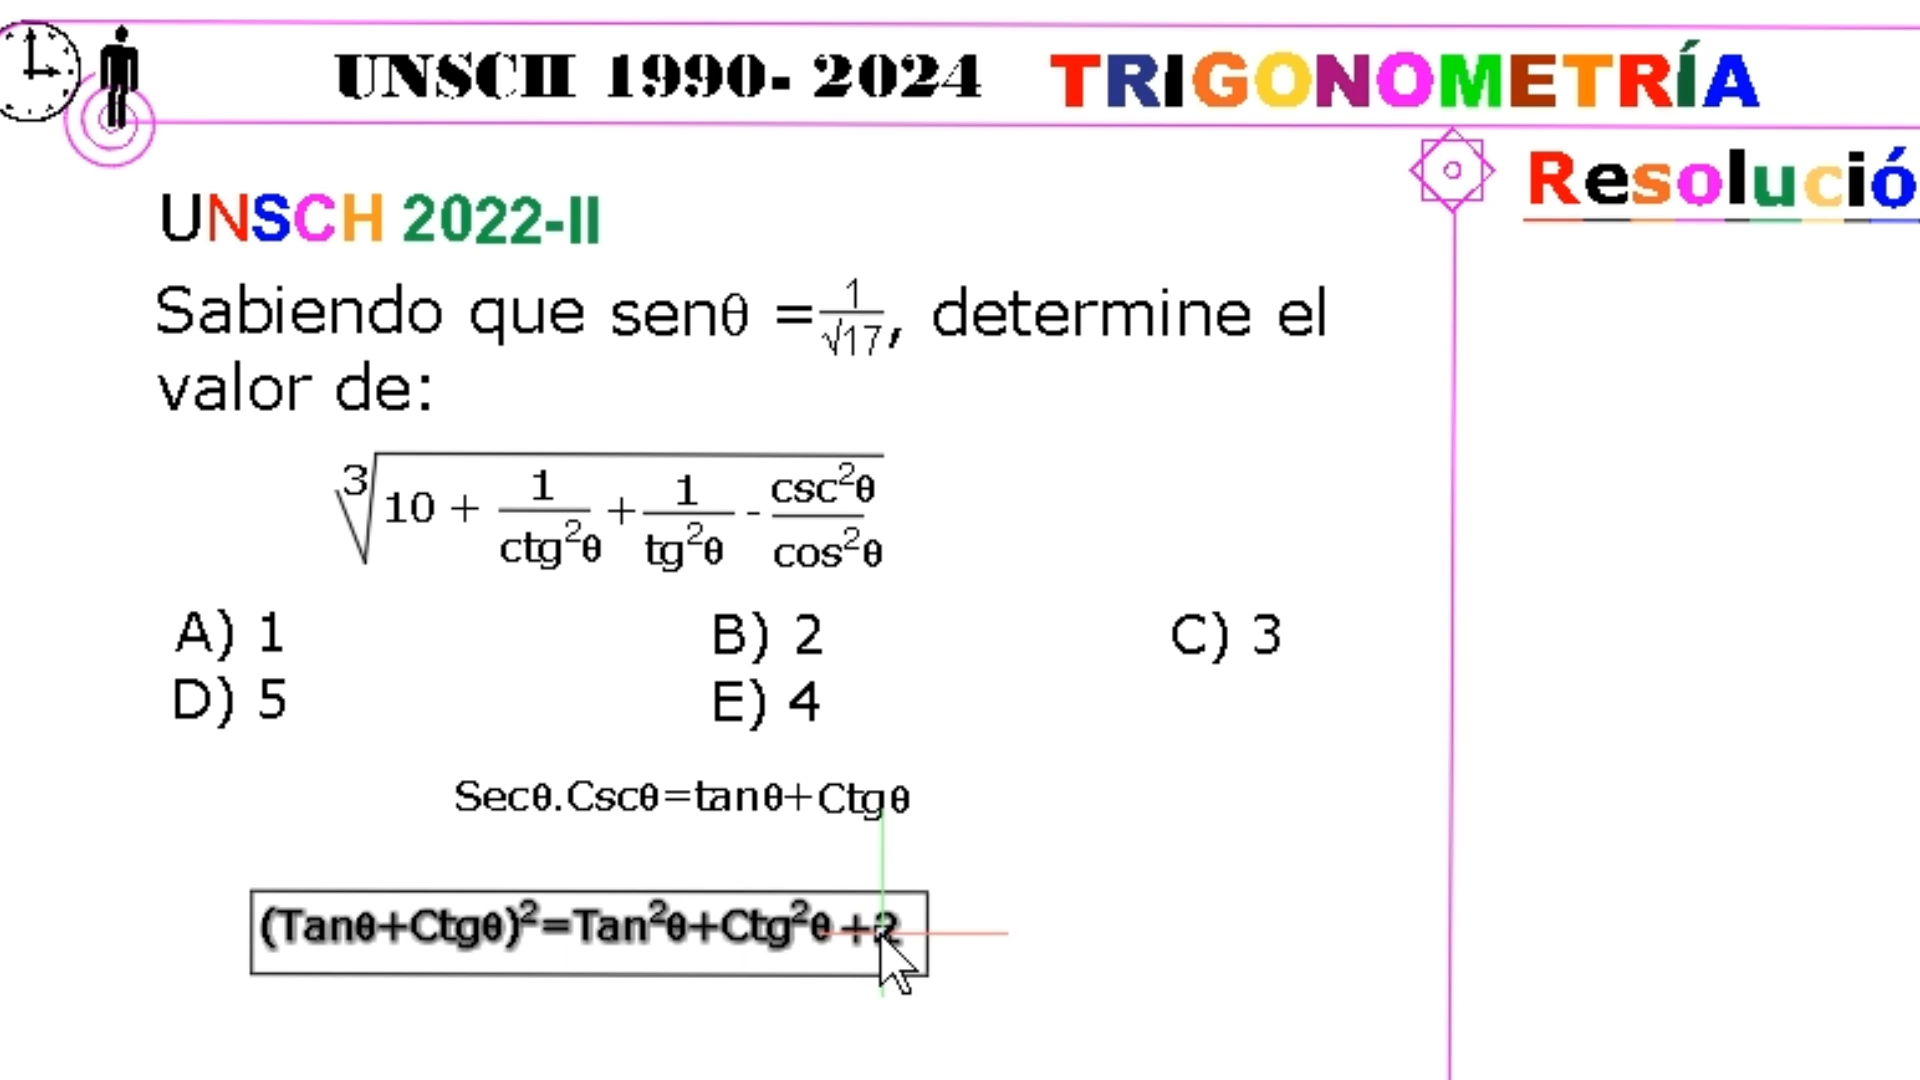 UNSCH 1990- 2024 TRIGONOMETRÍA
Resolució
UNSCH 2022-II
Sabiendo que senθ = 1/√17, determine el
valor de:
∛(10 + 1/ctg²θ + 1/tg²θ - csc²θ/cos²θ)
A) 1 B) 2 C) 3
D) 5 E) 4
Secθ.Cscθ=tanθ+Ctgθ
(Tanθ+Ctgθ)²=Tan²θ+Ctg²θ+2